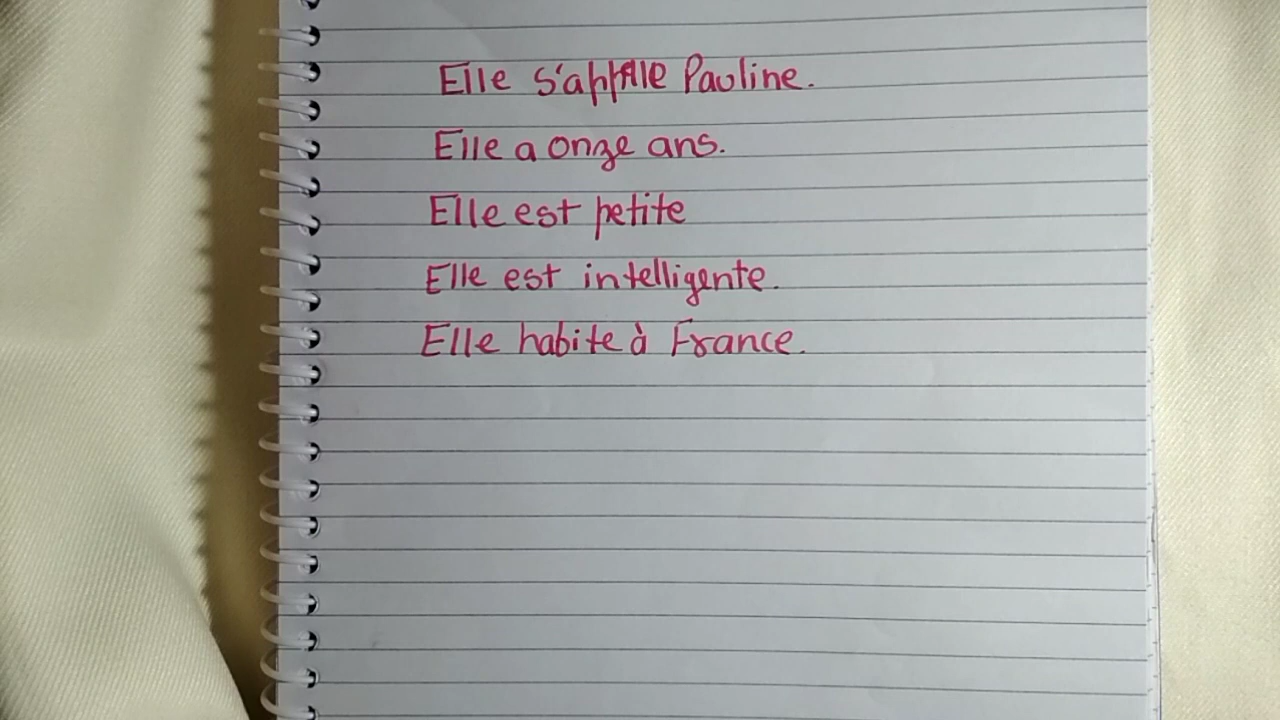 Elle s'appelle Pauline.
Elle a onze ans.
Elle est petite
Elle est intelligente.
Elle habite à France.